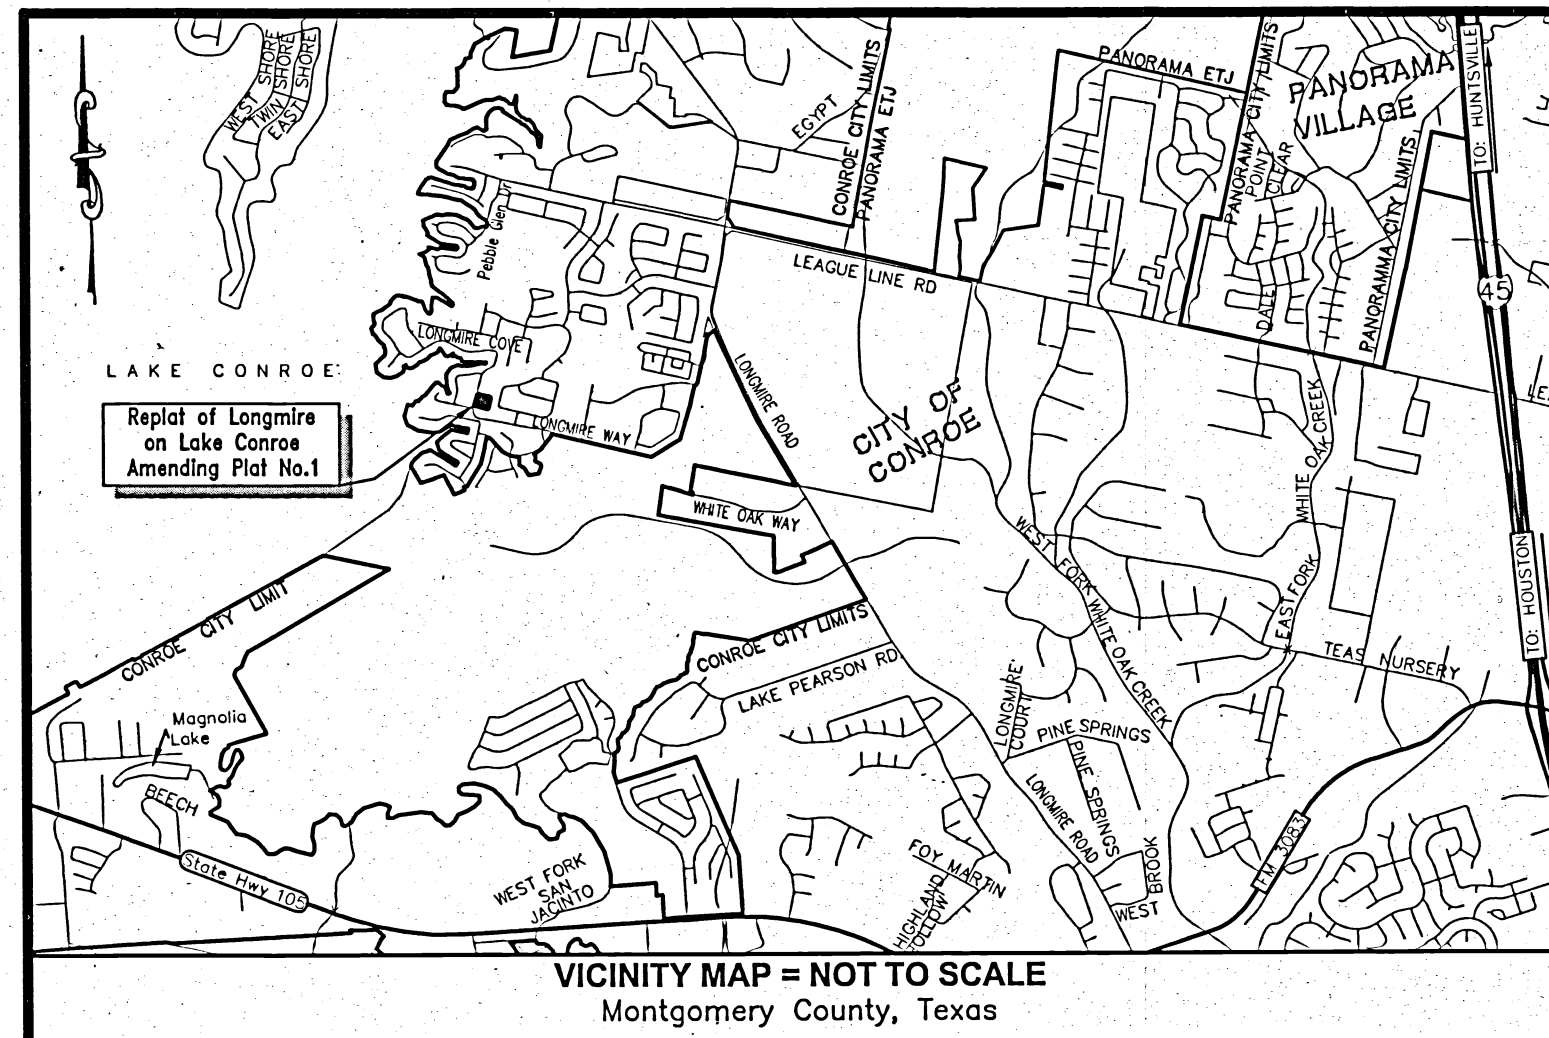 WEST SHORE
TWIN SHORE
EAST SHORE
CONROE CITY LIMITS
PANORAMA ETJ
EGYPT
PANORAMA ETJ
PANORAMA CITY LIMITS
PANORAMA
VILLAGE
TO: HUNTSVILLE
POINT
CLEAR
PANORAMA CITY LIMITS
PANORAMMA CITY LIMITS
Pebble Glen Dr
LEAGUE LINE RD
45
DALE
LONGMIRE COVE
LAKE CONROE
Replat of Longmire
on Lake Conroe
Amending Plat No.1
LONGMIRE WAY
LONGMIRE ROAD
CITY OF
CONROE
WHITE OAK CREEK
WHITE OAK WAY
WEST FORK WHITE OAK CREEK
EAST FORK
TO: HOUSTON
CONROE CITY LIMIT
CONROE CITY LIMITS
LAKE PEARSON RD.
TEAS NURSERY
LONGMIRE
COURT
PINE SPRINGS
PINE SPRINGS
Magnolia
Lake
BEECH
LONGMIRE ROAD
State Hwy 105
WEST FORK
SAN
JACINTO
FOY MARTIN
HIGHLAND
HOLLOW
WEST
BROOK
FM 3083
VICINITY MAP = NOT TO SCALE
Montgomery County, Texas